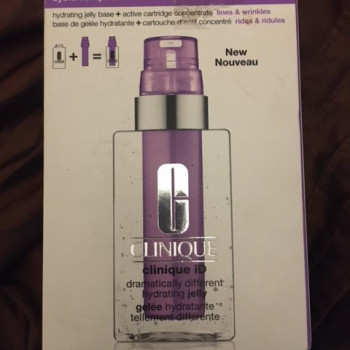 hydrating jelly base + active cartridge concentrate lines & wrinkles
base de gelée hydratante + cartouche d'actif concentré rides & ridules
New
Nouveau
CLINIQUE
clinique iD
dramatically different
hydrating jelly
gelée hydratante
tellement différente